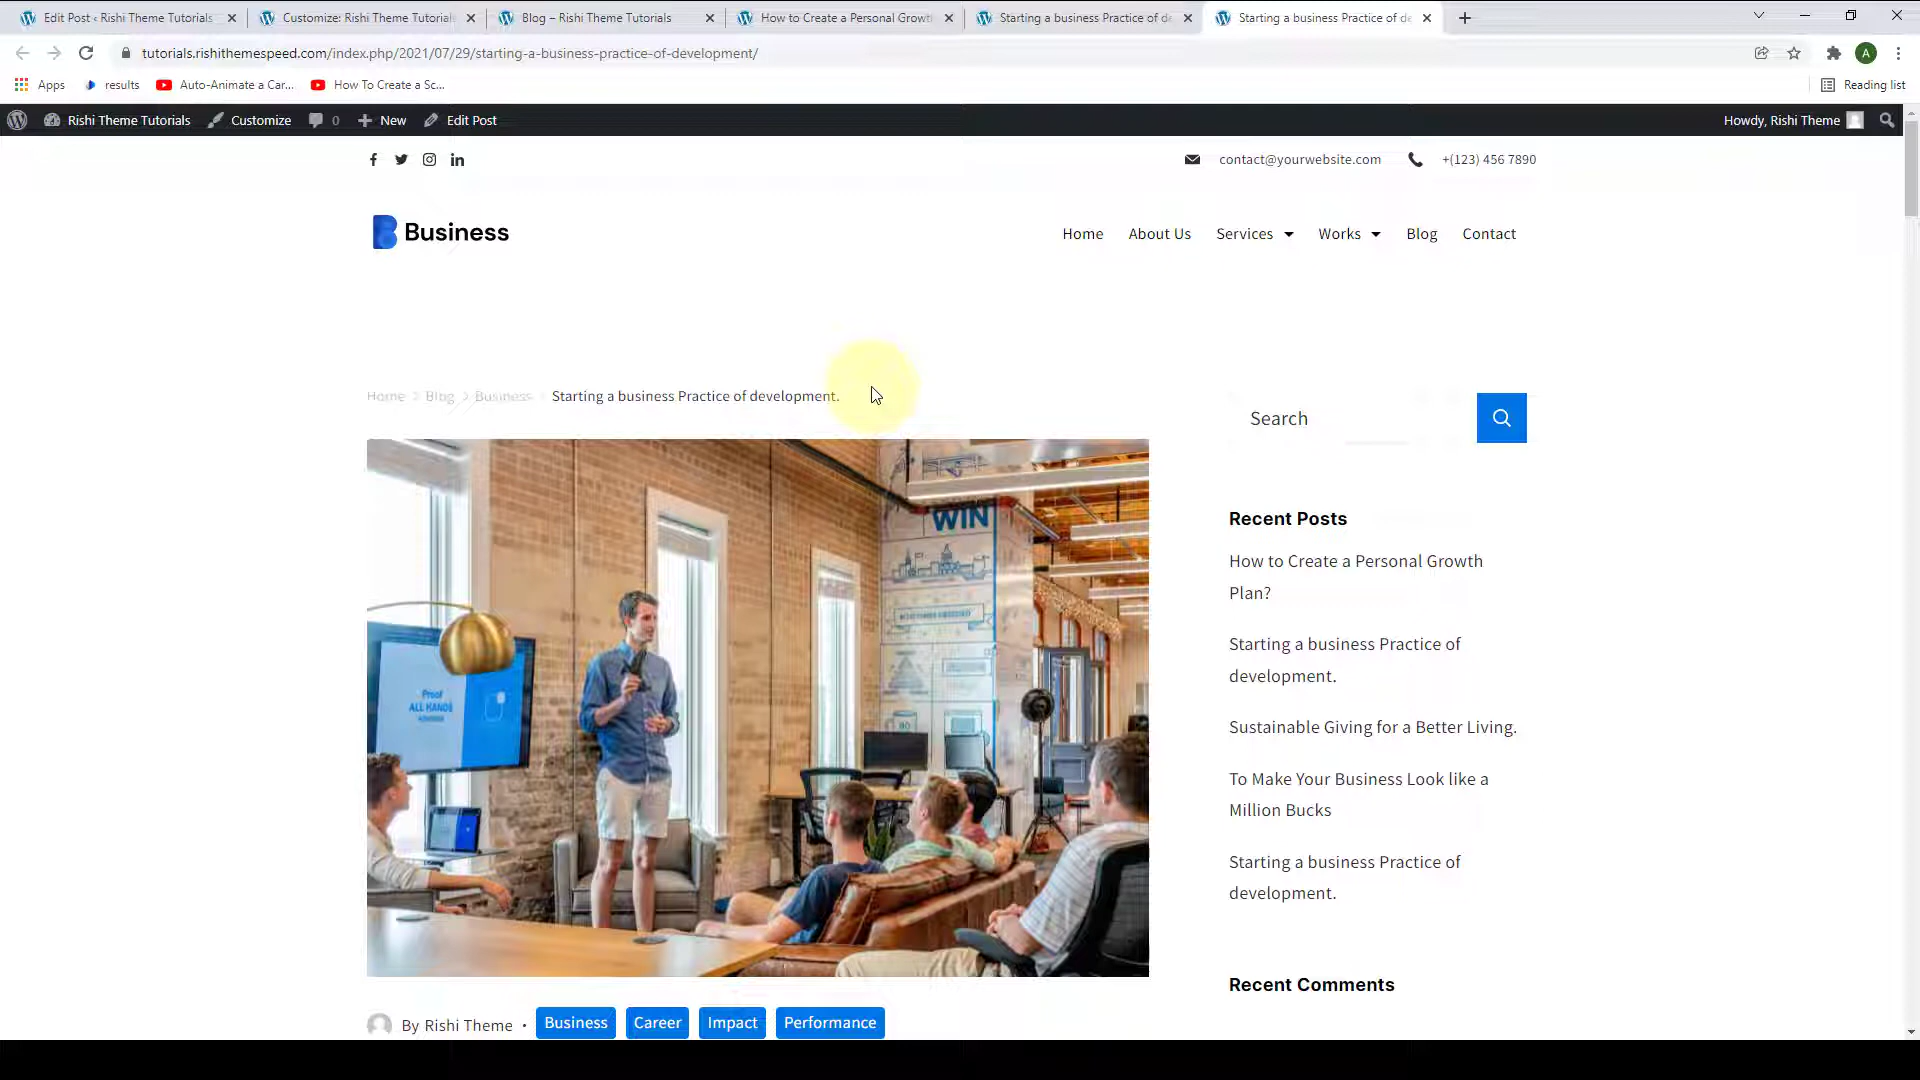 Edit Post ‹ Rishi Theme Tutorials
Customize: Rishi Theme Tutorials
Blog – Rishi Theme Tutorials
How to Create a Personal Growth
Starting a business Practice of de
Starting a business Practice of de
tutorials.rishithemespeed.com/index.php/2021/07/29/starting-a-business-practice-of-development/
A
Apps
results
Auto-Animate a Car...
How To Create a Sc...
Reading list
Rishi Theme Tutorials
Customize
0
New
Edit Post
Howdy, Rishi Theme
contact@yourwebsite.com
+(123) 456 7890
Business
Home
About Us
Services
Works
Blog
Contact
Home > Blog > Business
Starting a business Practice of development.
Search
WIN
Proof
ALL HANDS
Recent Posts
How to Create a Personal Growth
Plan?
Starting a business Practice of
development.
Sustainable Giving for a Better Living.
To Make Your Business Look like a
Million Bucks
Starting a business Practice of
development.
Recent Comments
By Rishi Theme •
Business
Career
Impact
Performance